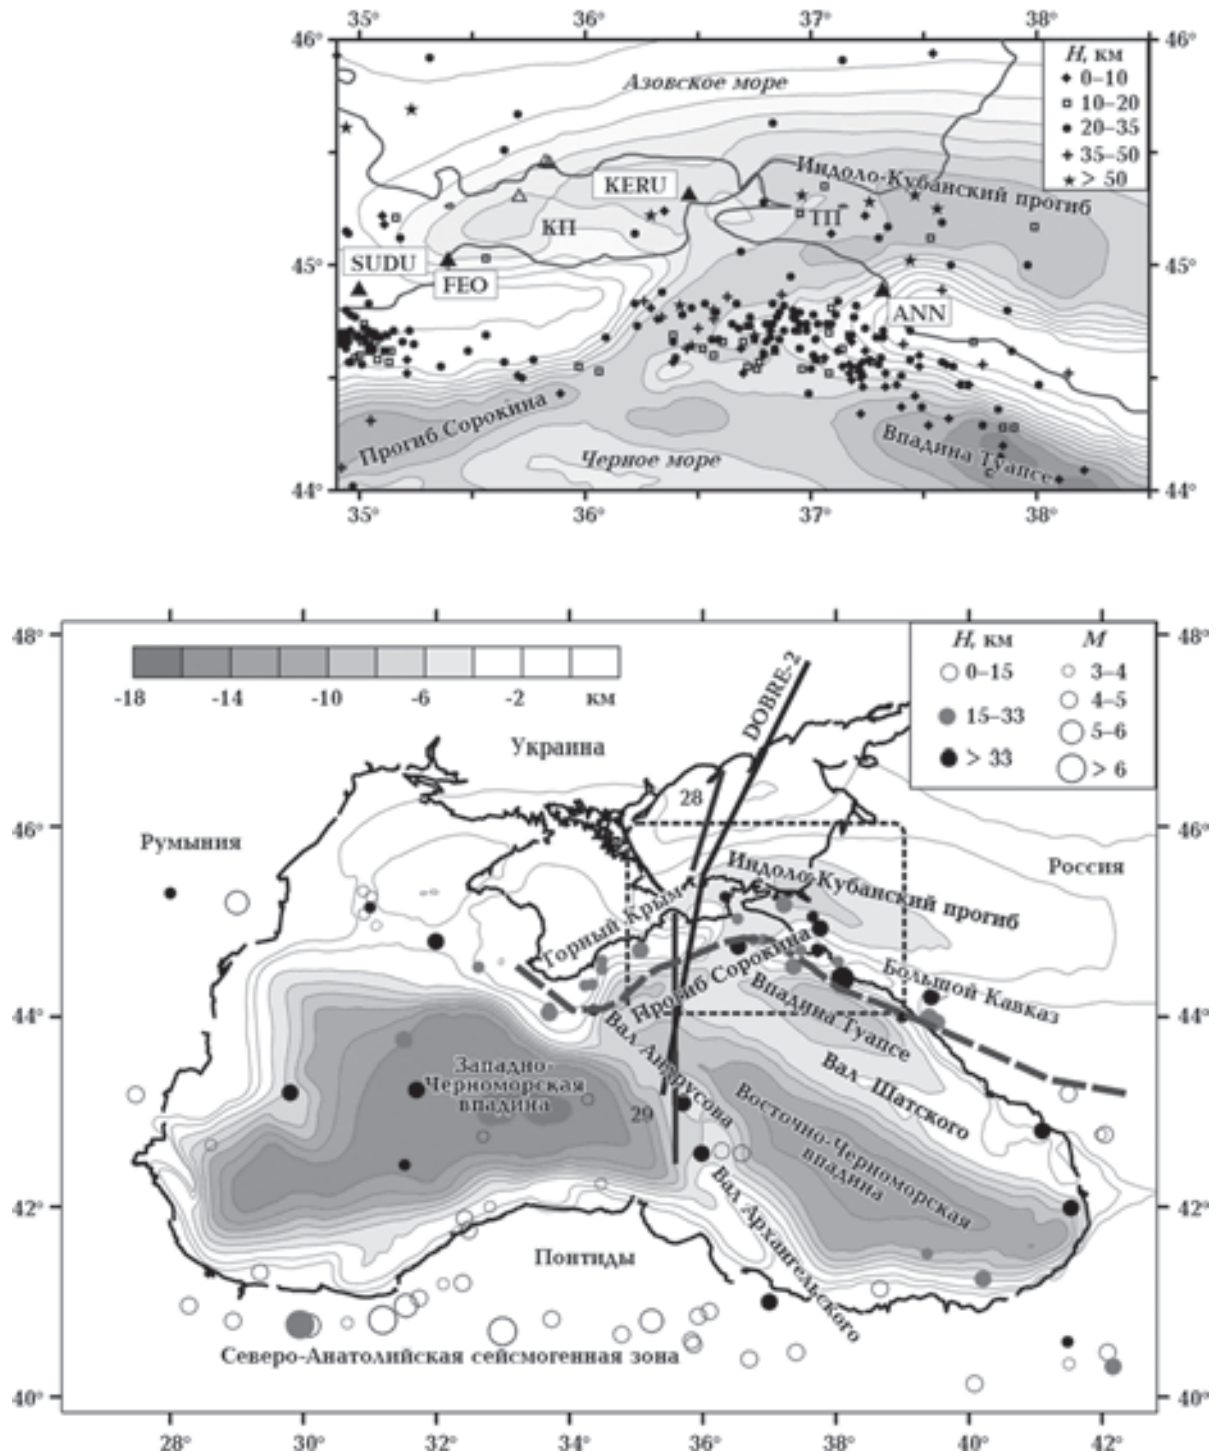 35° 36° 37° 38°
46° 46°
H, км
0–10
10–20
20–35
35–50
> 50
Азовское море
Индоло-Кубанский прогиб
KERU
КП
ТП
45° 45°
SUDU
FEO
ANN
Прогиб Сорокина
Впадина Туапсе
Черное море
44° 44°
35° 36° 37° 38°
48° 48°
H, км M
0–15 3–4
15–33 4–5
> 33 5–6
> 6
-18 -14 -10 -6 -2 км
DOBRE-2
Украина
28
46° 46°
Румыния
Россия
Индоло-Кубанский прогиб
Горный Крым
Прогиб Сорокина
Большой Кавказ
Впадина Туапсе
44° 44°
Вал Андрусова
Вал Шатского
Западно-
Черноморская
впадина
29
Восточно-Черноморская
впадина
42° 42°
Вал Архангельского
Понтиды
Северо-Анатолийская сейсмогенная зона
40° 40°
28° 30° 32° 34° 36° 38° 40° 42°